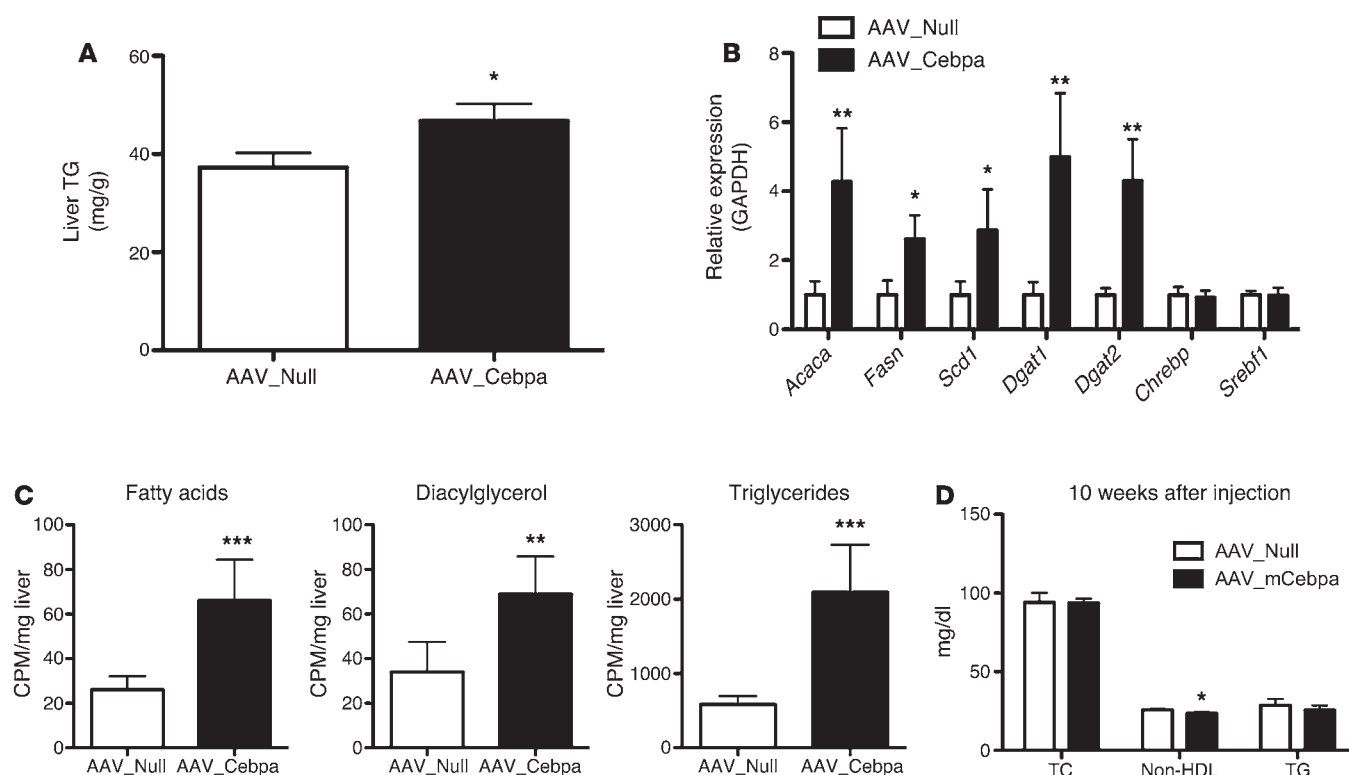 A
60
40
20
0
Liver TG
(mg/g)
*
AAV_Null
AAV_Cebpa
B
AAV_Null
AAV_Cebpa
8
6
4
2
0
Relative expression
(GAPDH)
**
*
*
**
**
Acaca
Fasn
Scd1
Dgat1
Dgat2
Chrebp
Srebf1
C
Fatty acids
100
80
60
40
20
0
CPM/mg liver
***
AAV_Null AAV_Cebpa
Diacylglycerol
100
80
60
40
20
0
CPM/mg liver
**
AAV_Null AAV_Cebpa
Triglycerides
3000
2000
1000
0
CPM/mg liver
***
AAV_Null AAV_Cebpa
D
10 weeks after injection
150
100
50
0
mg/dl
AAV_Null
AAV_mCebpa
*
TC
Non-HDL
TG